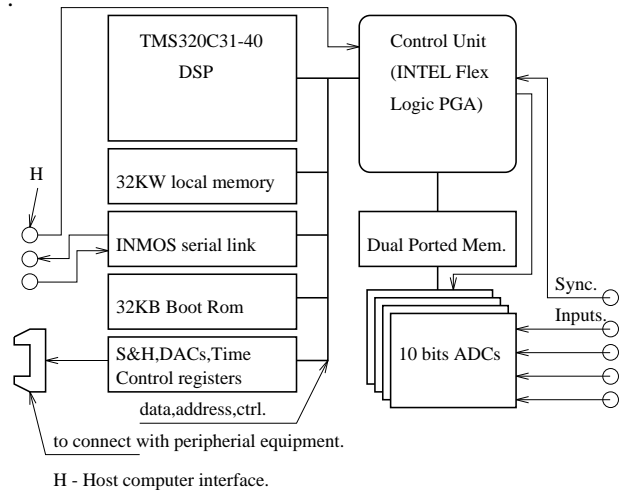 .
TMS320C31-40
DSP
Control Unit
(INTEL Flex
Logic PGA)
H
32KW local memory
INMOS serial link
Dual Ported Mem.
32KB Boot Rom
Sync.
Inputs.
S&H,DACs,Time
Control registers
10 bits ADCs
data,address,ctrl.
to connect with peripherial equipment.
H - Host computer interface.